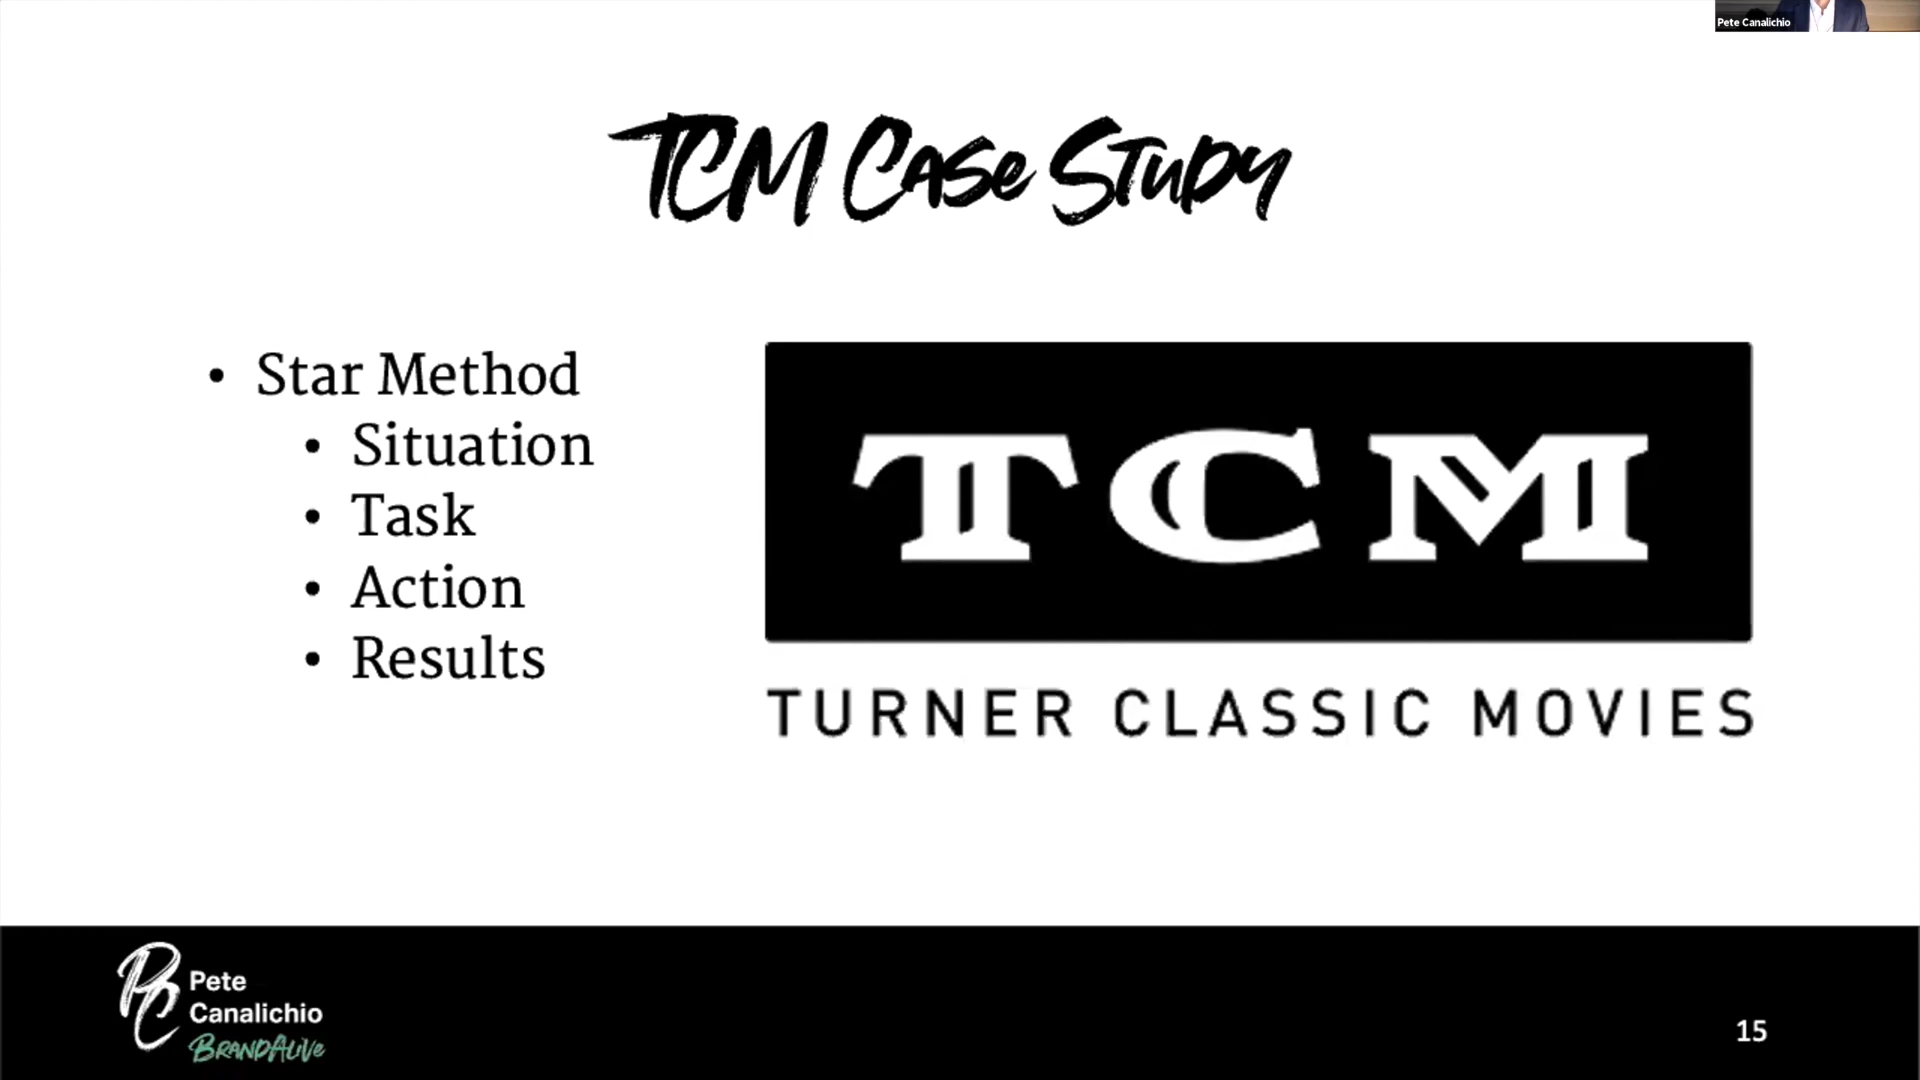 Pete Canalichio
TCM Case Study
• Star Method
• Situation
• Task
• Action
• Results
TCM
TURNER CLASSIC MOVIES
PC
Pete
Canalichio
BrandAlive
15